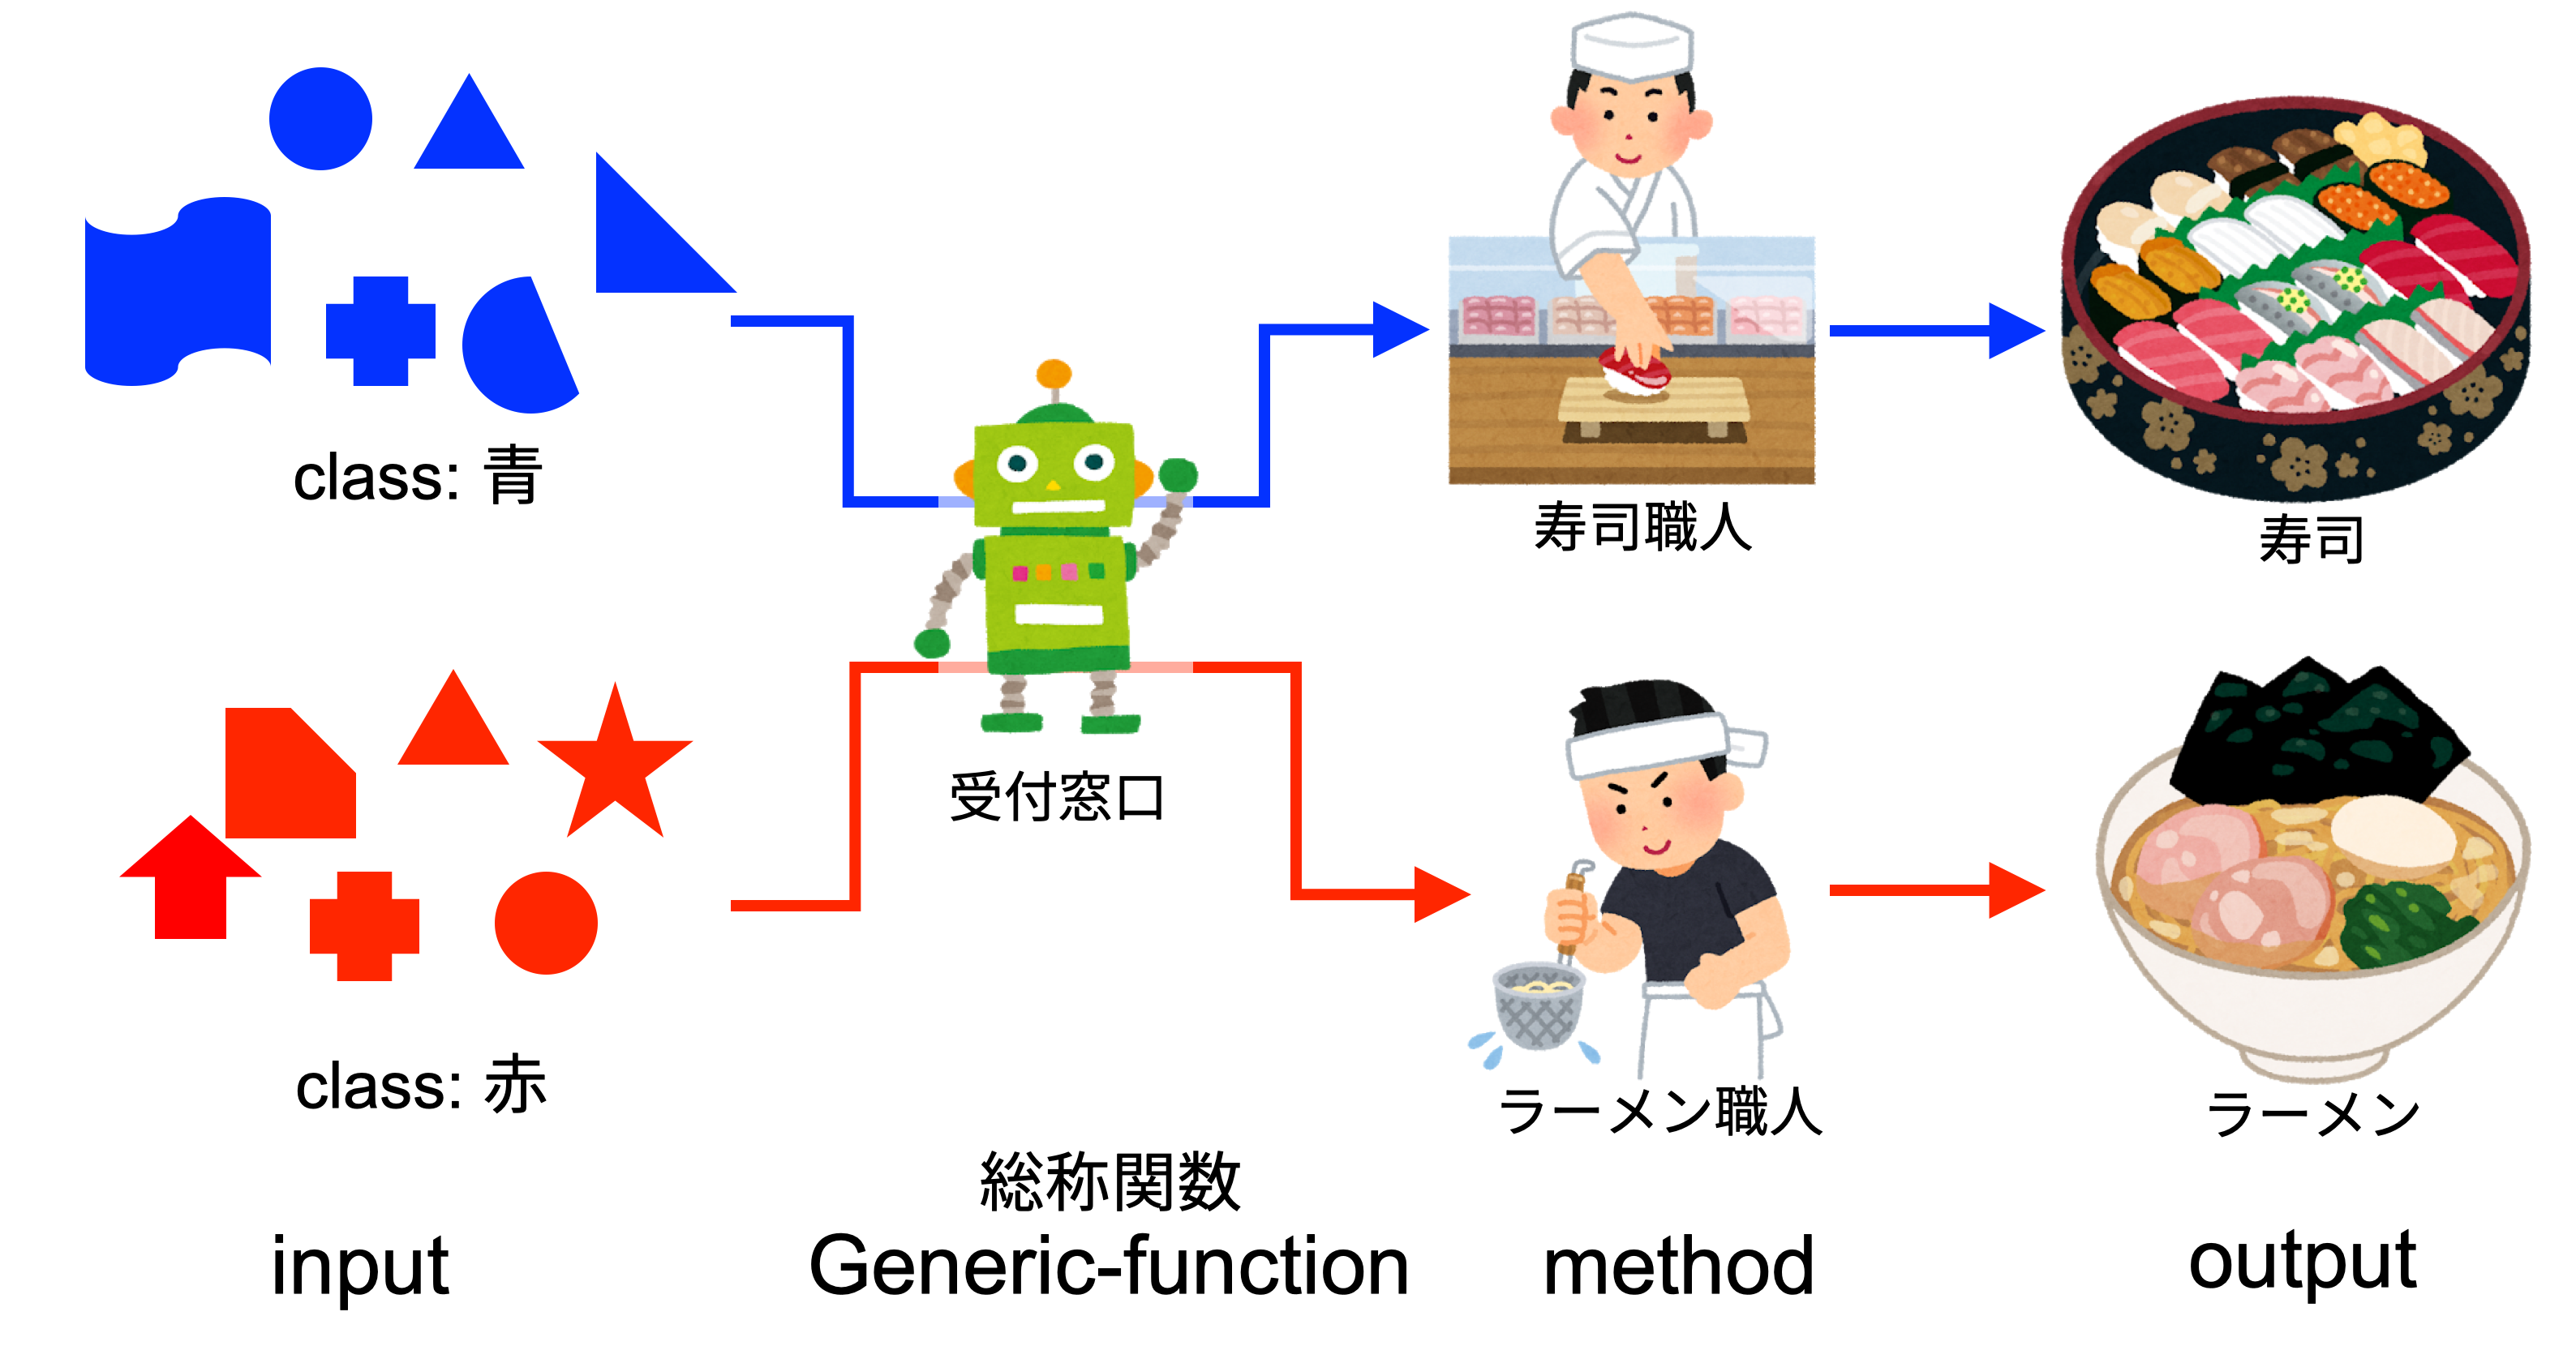 class: 青
寿司職人
寿司
受付窓口
class: 赤
ラーメン職人
ラーメン
総称関数
input
Generic-function
method
output